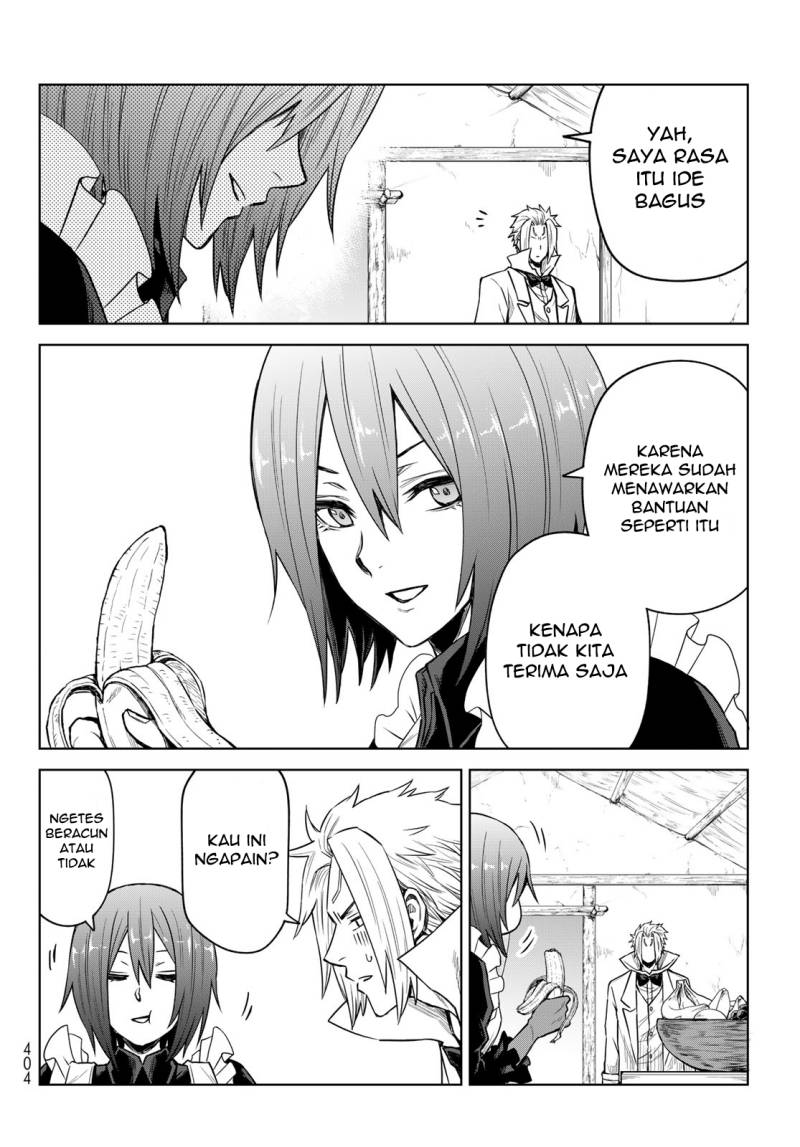 YAH,
SAYA RASA
ITU IDE
BAGUS
KARENA
MEREKA SUDAH
MENAWARKAN
BANTUAN
SEPERTI ITU
KENAPA
TIDAK KITA
TERIMA SAJA
KAU INI
NGAPAIN?
NGETES
BERACUN
ATAU
TIDAK
404